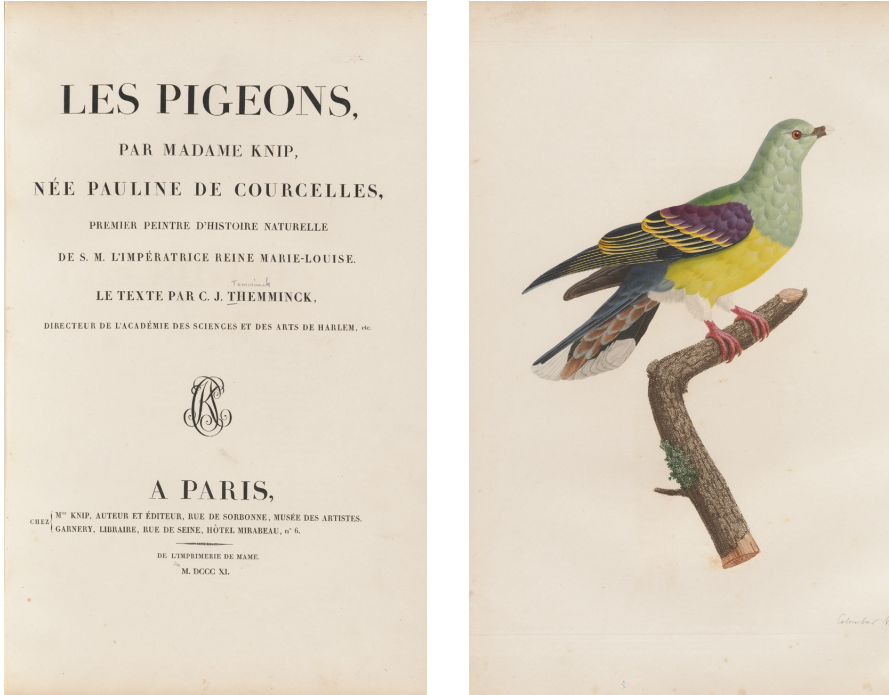 LES PIGEONS,
PAR MADAME KNIP,
NÉE PAULINE DE COURCELLES,
PREMIER PEINTRE D'HISTOIRE NATURELLE
DE S. M. L'IMPÉRATRICE REINE MARIE-LOUISE.
Temminck
LE TEXTE PAR C. J. THEMMINCK,
DIRECTEUR DE L'ACADÉMIE DES SCIENCES ET DES ARTS DE HARLEM, etc.
A PARIS,
CHEZ
Mme KNIP, AUTEUR ET ÉDITEUR, RUE DE SORBONNE, MUSÉE DES ARTISTES.
GARNERY, LIBRAIRE, RUE DE SEINE, HÔTEL MIRABEAU, n° 6.
DE L'IMPRIMERIE DE MAME.
M. DCCC XI.
Colombar